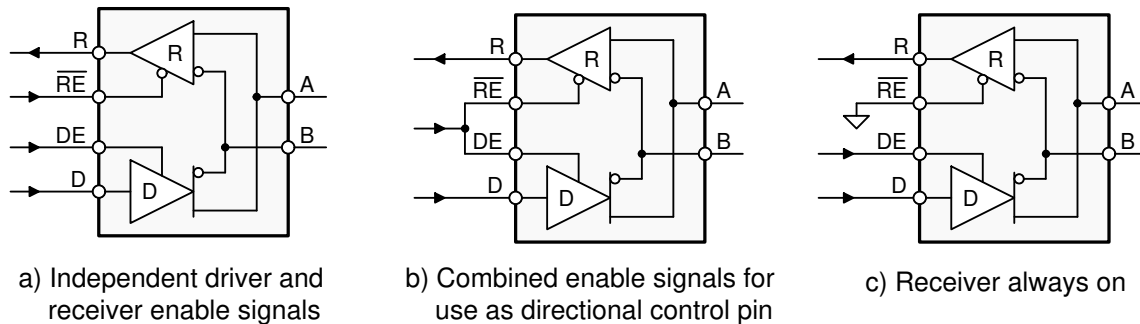 R
R
RE
A
DE
B
D
D
a) Independent driver and
receiver enable signals
R
R
RE
A
DE
B
D
D
b) Combined enable signals for
use as directional control pin
R
R
RE
A
DE
B
D
D
c) Receiver always on